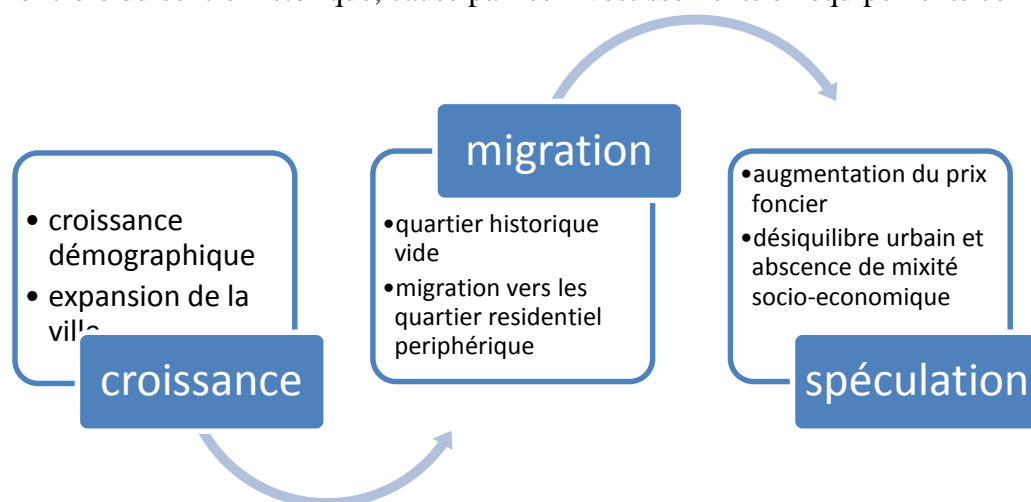 migration
• croissance
démographique
• expansion de la
ville
croissance
•quartier historique
vide
•migration vers les
quartier residentiel
periphérique
•augmentation du prix
foncier
•désiquilibre urbain et
abscence de mixité
socio-economique
spéculation